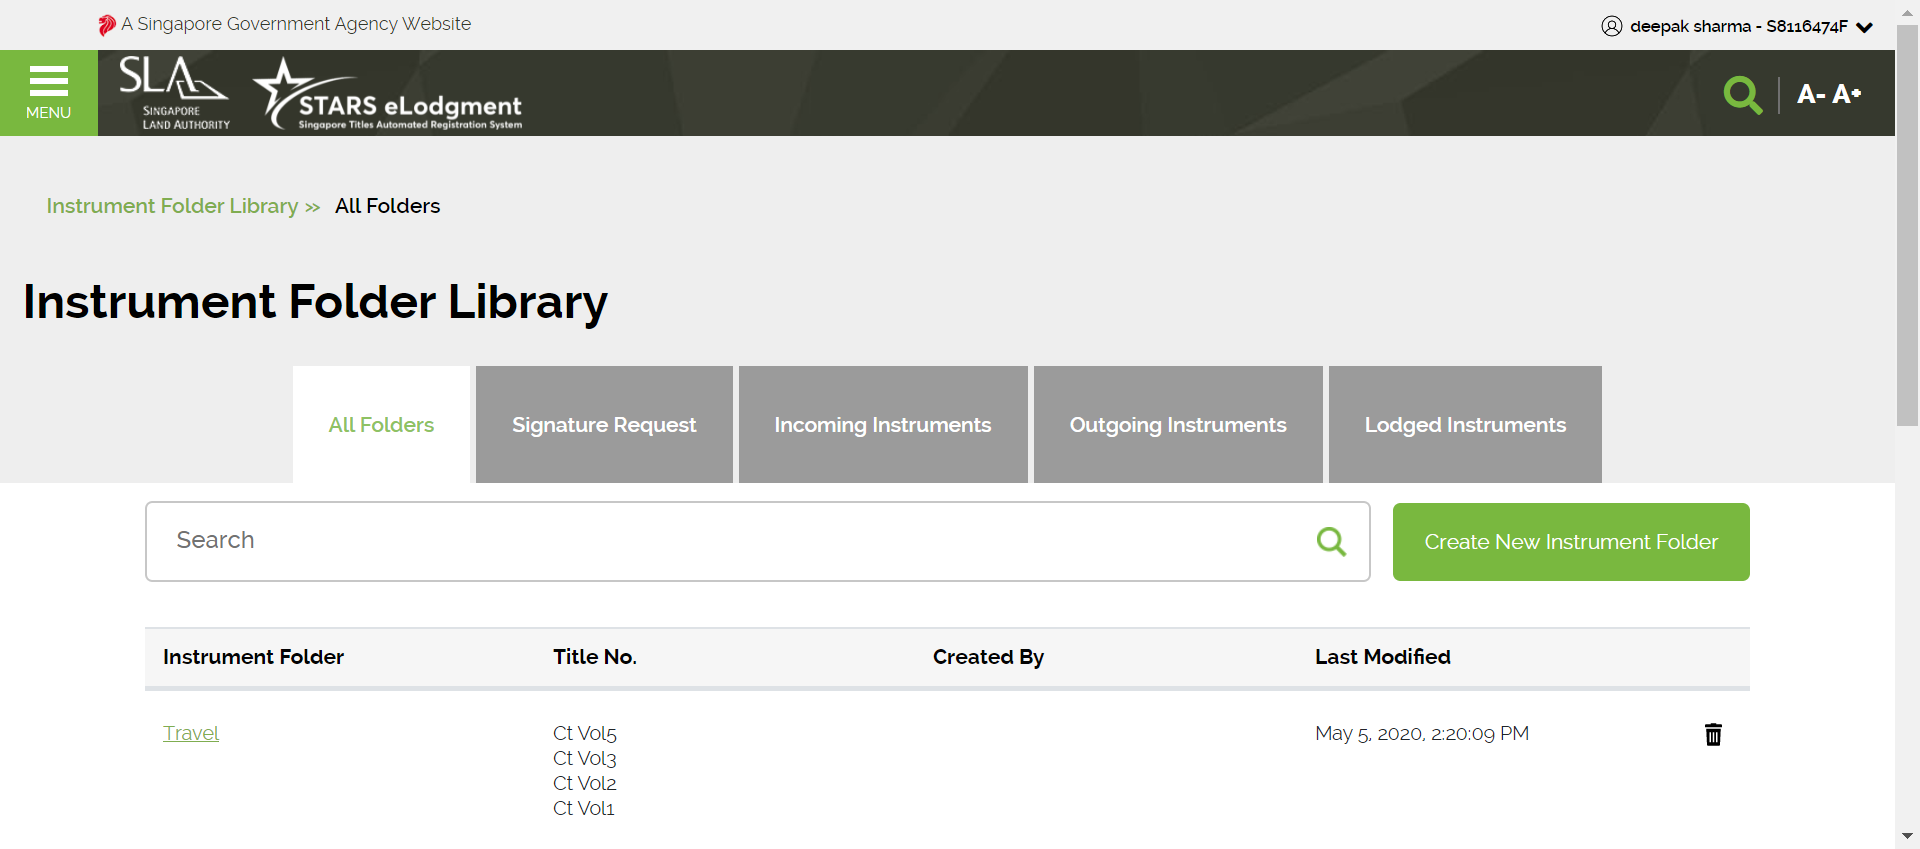 A Singapore Government Agency Website
deepak sharma - S8116474F
MENU
SLA
SINGAPORE
LAND AUTHORITY
STARS eLodgment
Singapore Titles Automated Registration System
A- A+
Instrument Folder Library » All Folders
Instrument Folder Library
All Folders Signature Request Incoming Instruments Outgoing Instruments Lodged Instruments
Search
Create New Instrument Folder
Instrument Folder Title No. Created By Last Modified
Travel Ct Vol5 May 5, 2020, 2:20:09 PM
Ct Vol3
Ct Vol2
Ct Vol1